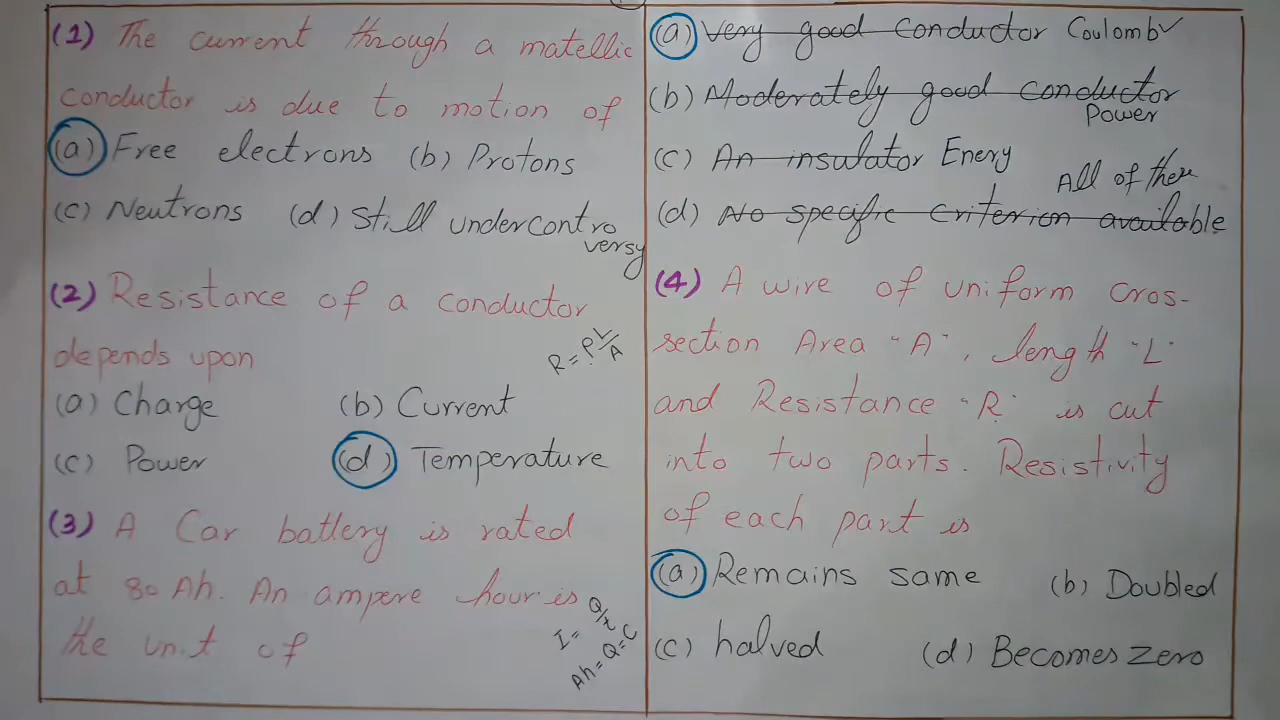 (1) The current through a matellic
conductor is due to motion of
(a) Free electrons (b) Protons
(c) Neutrons (d) Still undercontro
versy
(2) Resistance of a conductor
depends upon
R = ρL/A
(a) Charge (b) Current
(c) Power (d) Temperature
(3) A Car battery is rated
at 80 Ah. An ampere hour is
the unit of
I = Q/t
Ah = Q = C
(a) Very good conductor Coulomb
(b) Moderately good conductor
Power
(c) An insulator Enery
All of these
(d) No specific criterion available
(4) A wire of uniform cros-
section Area "A", length "L"
and Resistance "R" is cut
into two parts. Resistivity
of each part is
(a) Remains same (b) Doubled
(c) halved (d) Becomes zero